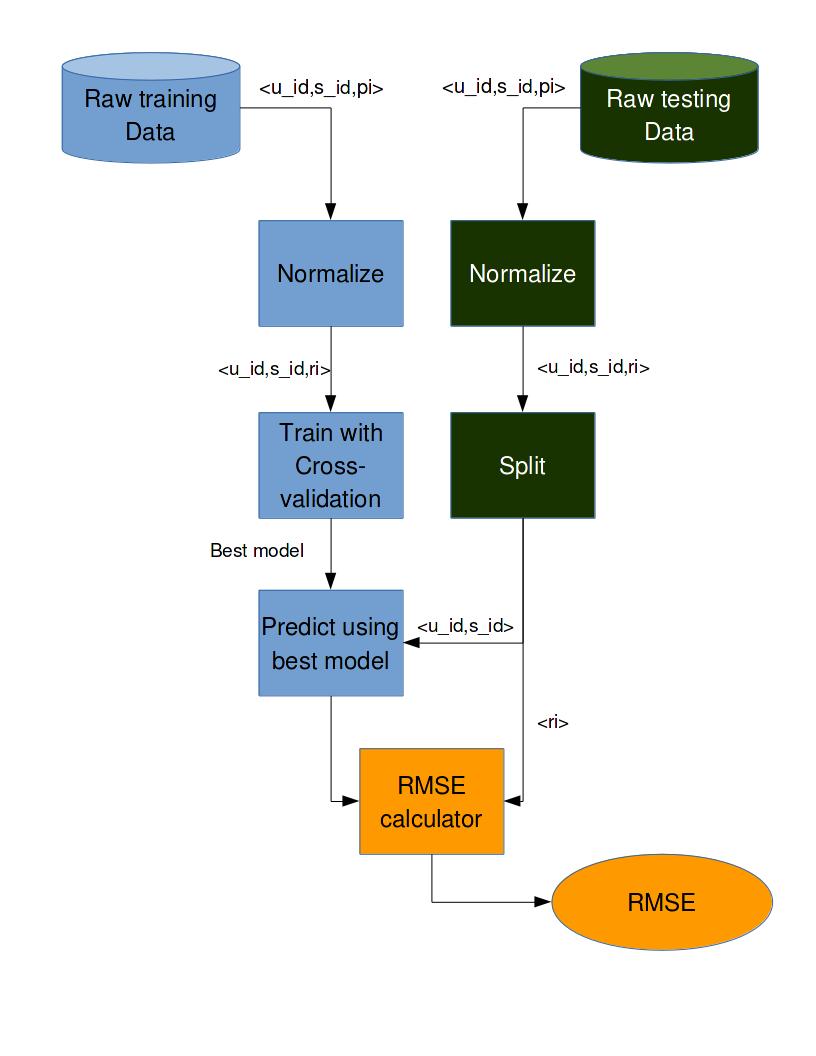 Raw training
Data
<u_id,s_id,pi>
<u_id,s_id,pi>
Raw testing
Data
Normalize
Normalize
<u_id,s_id,ri>
<u_id,s_id,ri>
Train with
Cross-
validation
Split
Best model
Predict using
best model
<u_id,s_id>
<ri>
RMSE
calculator
RMSE